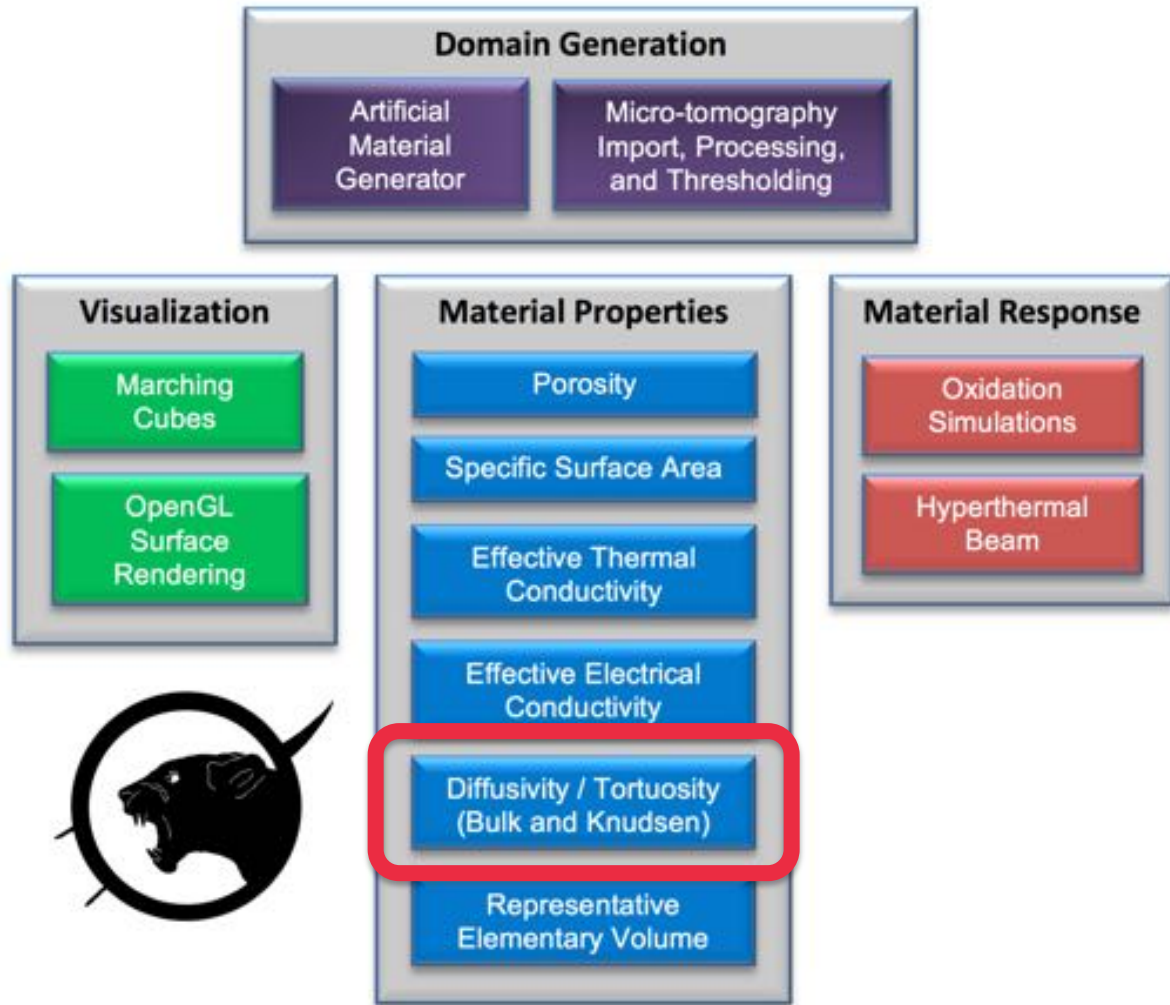 Domain Generation
Artificial
Material
Generator
Micro-tomography
Import, Processing,
and Thresholding
Visualization
Marching
Cubes
OpenGL
Surface
Rendering
Material Properties
Porosity
Specific Surface Area
Effective Thermal
Conductivity
Effective Electrical
Conductivity
Diffusivity / Tortuosity
(Bulk and Knudsen)
Representative
Elementary Volume
Material Response
Oxidation
Simulations
Hyperthermal
Beam